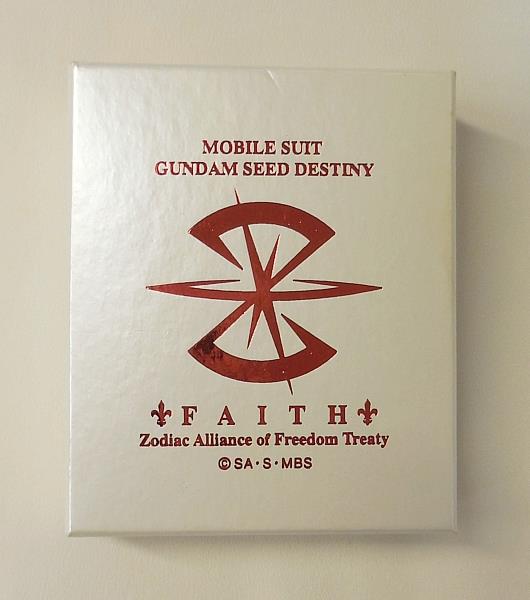 MOBILE SUIT
GUNDAM SEED DESTINY
FAITH
Zodiac Alliance of Freedom Treaty
©SA・S・MBS